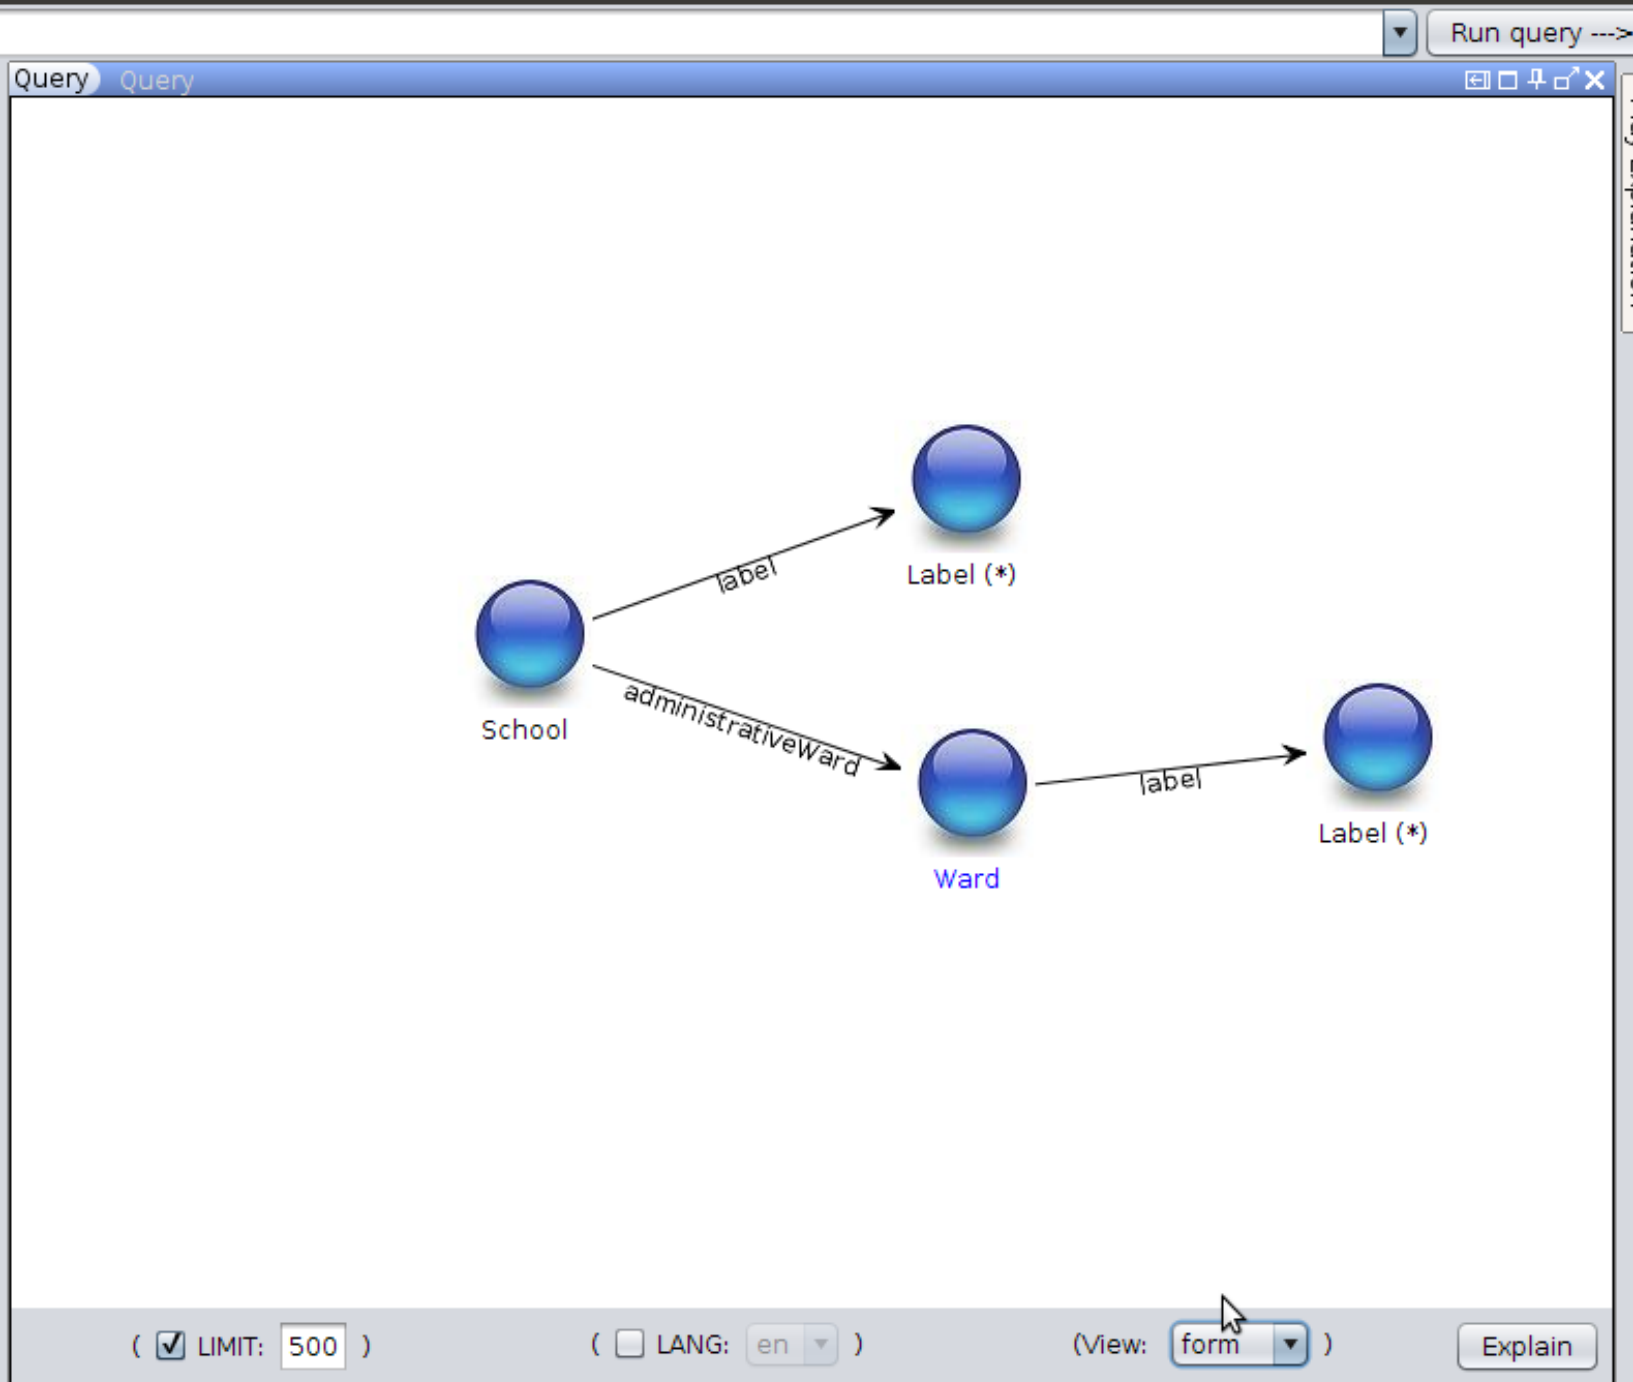 Run query --->
Query Query
label
Label (*)
School
administrativeWard
label
Label (*)
Ward
( LIMIT: 500 )
( LANG: en )
(View: form )
Explain